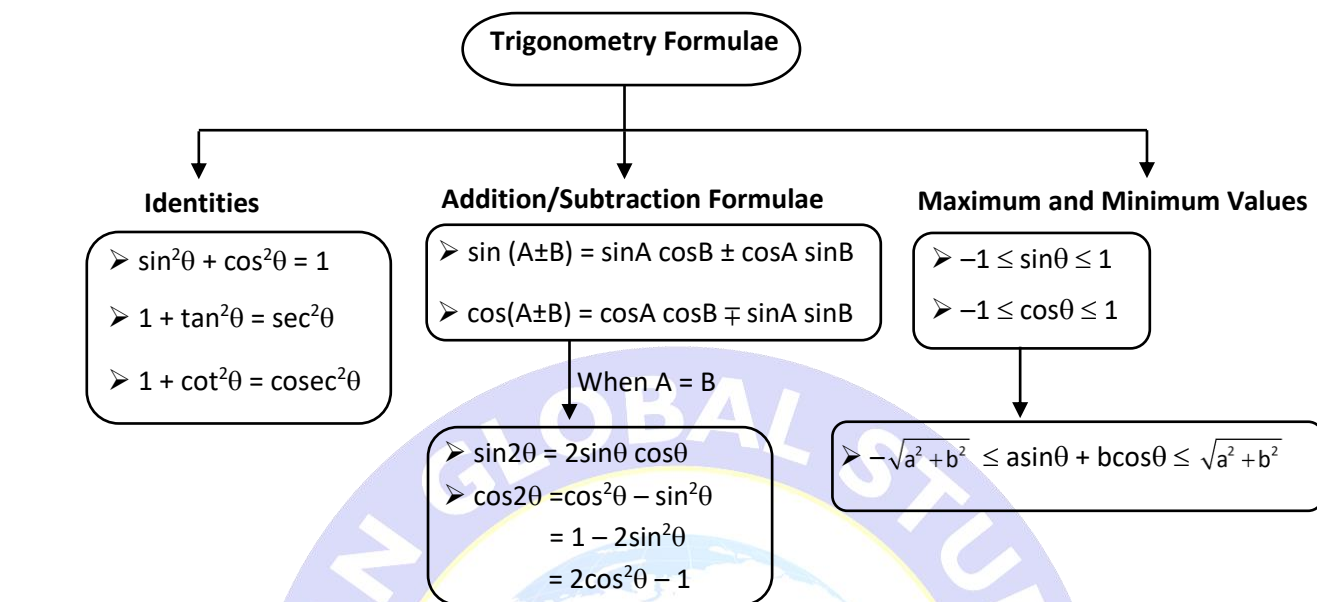 Trigonometry Formulae
Identities
➢ sin²θ + cos²θ = 1
➢ 1 + tan²θ = sec²θ
➢ 1 + cot²θ = cosec²θ
Addition/Subtraction Formulae
➢ sin (A±B) = sinA cosB ± cosA sinB
➢ cos(A±B) = cosA cosB ∓ sinA sinB
When A = B
➢ sin2θ = 2sinθ cosθ
➢ cos2θ =cos²θ – sin²θ
= 1 – 2sin²θ
= 2cos²θ – 1
Maximum and Minimum Values
➢ –1 ≤ sinθ ≤ 1
➢ –1 ≤ cosθ ≤ 1
➢ –√(a² + b²) ≤ asinθ + bcosθ ≤ √(a² + b²)
N GLOBAL STU